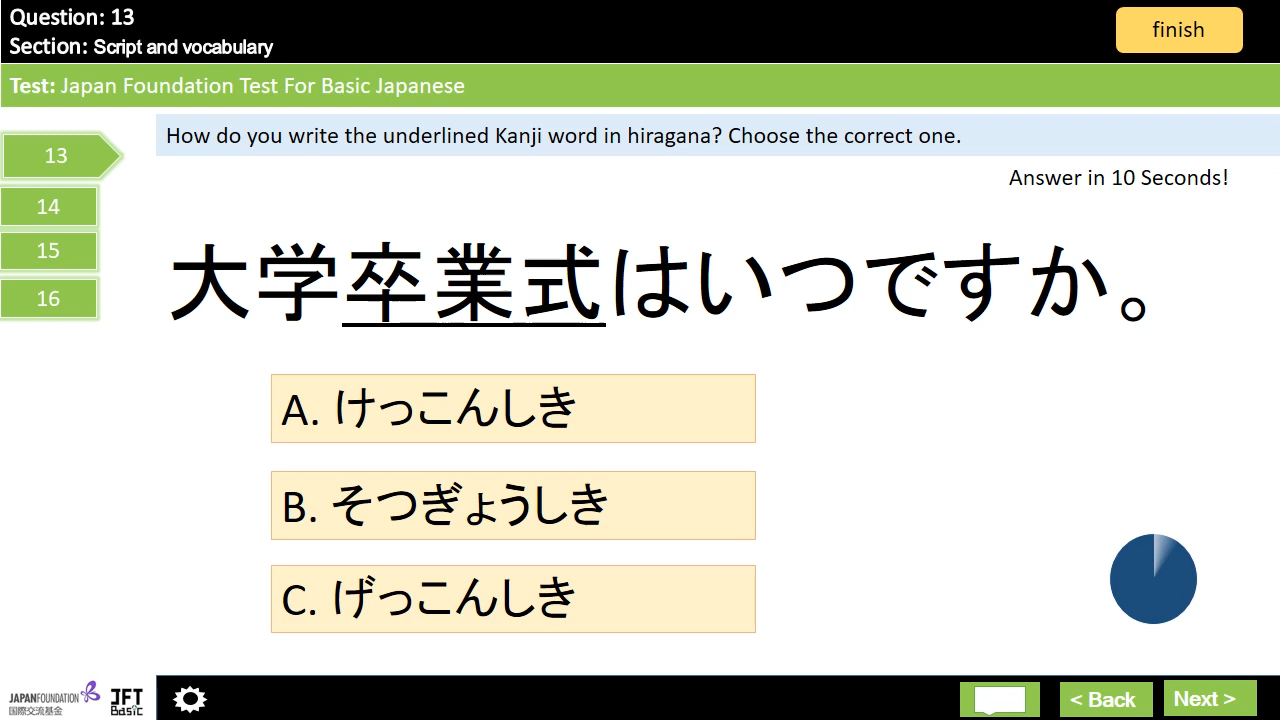 Question: 13
Section: Script and vocabulary
finish
Test: Japan Foundation Test For Basic Japanese
How do you write the underlined Kanji word in hiragana? Choose the correct one.
Answer in 10 Seconds!
13
14
15
16
大学卒業式はいつですか。
A. けっこんしき
B. そつぎょうしき
C. げっこんしき
JAPANFOUNDATION
国際交流基金
JFT
Basic
< Back
Next >